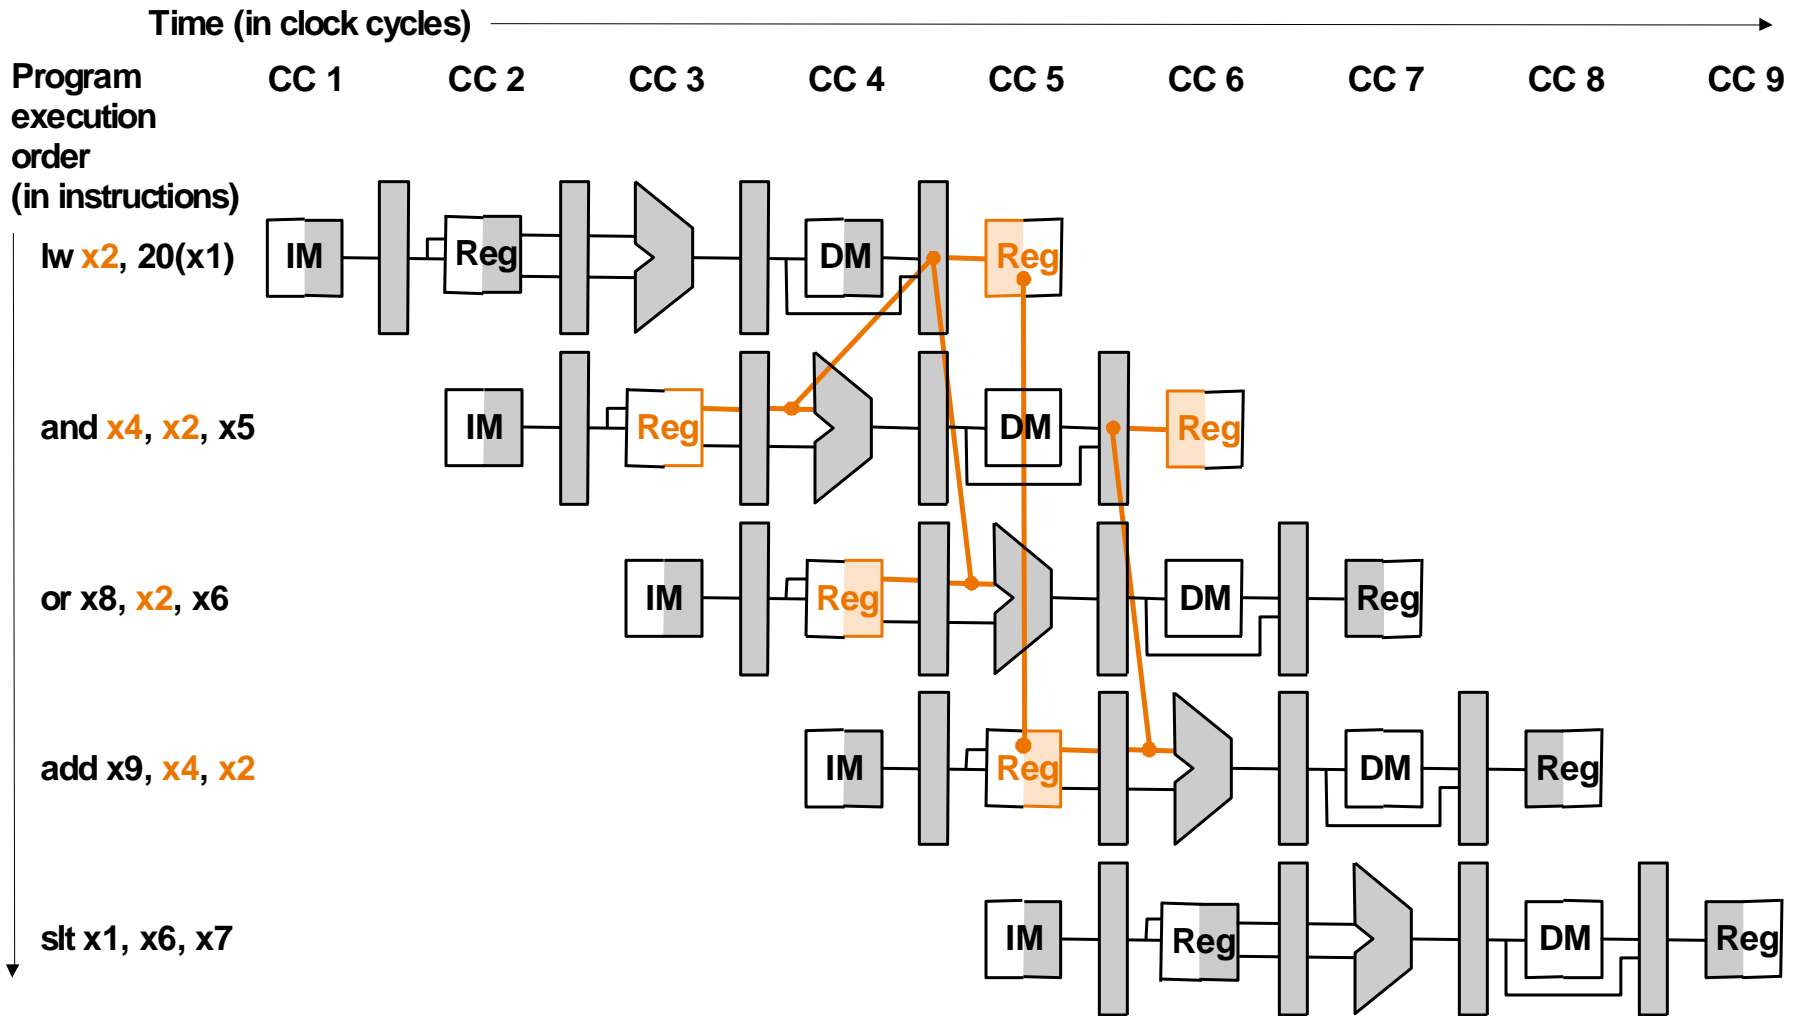 Time (in clock cycles)
Program
execution
order
(in instructions)
CC 1 CC 2 CC 3 CC 4 CC 5 CC 6 CC 7 CC 8 CC 9
lw x2, 20(x1) IM Reg DM Reg
and x4, x2, x5 IM Reg DM Reg
or x8, x2, x6 IM Reg DM Reg
add x9, x4, x2 IM Reg DM Reg
slt x1, x6, x7 IM Reg DM Reg